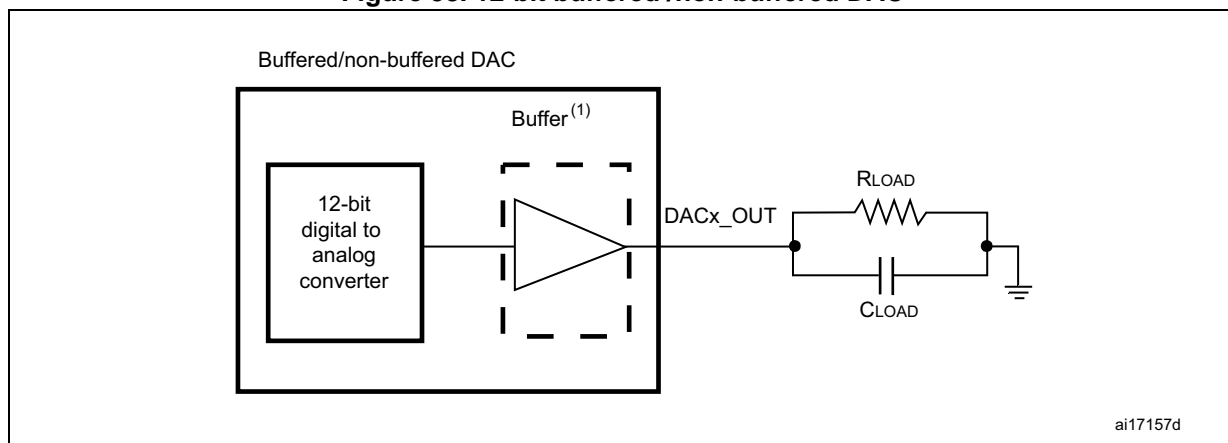 Buffered/non-buffered DAC
Buffer(1)
12-bit
digital to
analog
converter
DACx_OUT
RLOAD
CLOAD
ai17157d